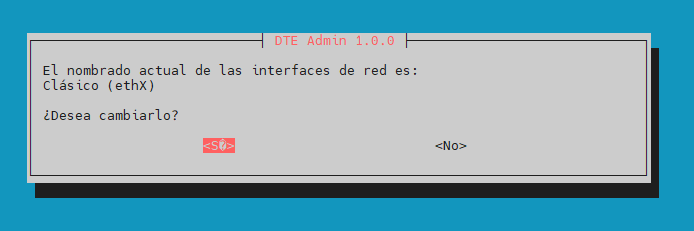 DTE Admin 1.0.0
El nombrado actual de las interfaces de red es:
Clásico (ethX)
¿Desea cambiarlo?
<S�> <No>